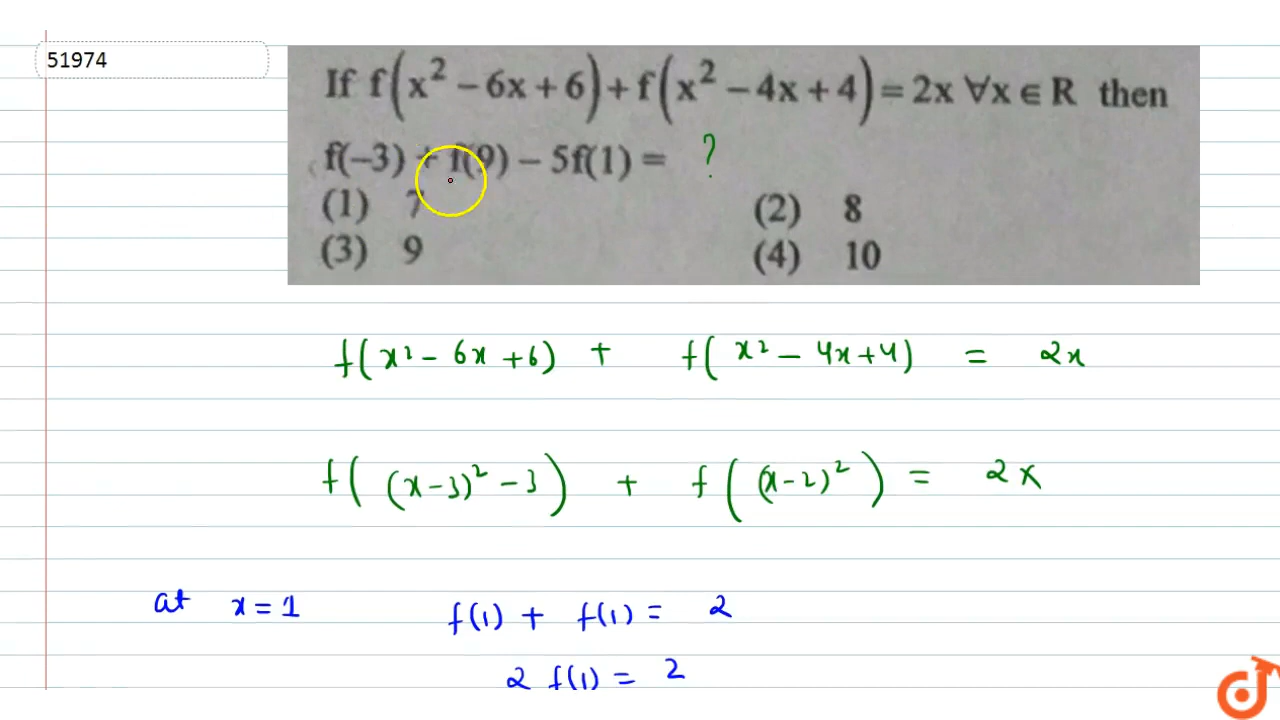 51974
If f(x² − 6x + 6) + f(x² − 4x + 4) = 2x ∀x ∈ R then
f(−3) + f(9) − 5f(1) = ?
(1) 7 (2) 8
(3) 9 (4) 10
f(x² − 6x + 6) + f(x² − 4x + 4) = 2x
f((x − 3)² − 3) + f((x − 2)²) = 2x
at x = 1 f(1) + f(1) = 2
2 f(1) = 2
d